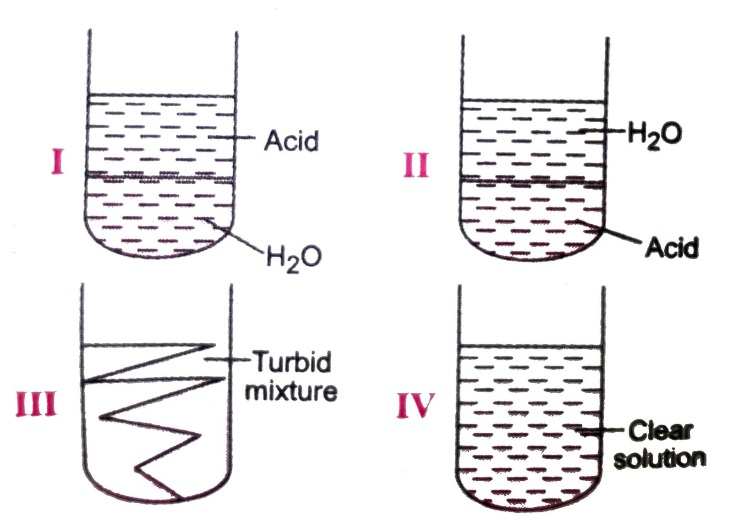 I
Acid
H₂O
II
H₂O
Acid
III
Turbid
mixture
IV
Clear
solution